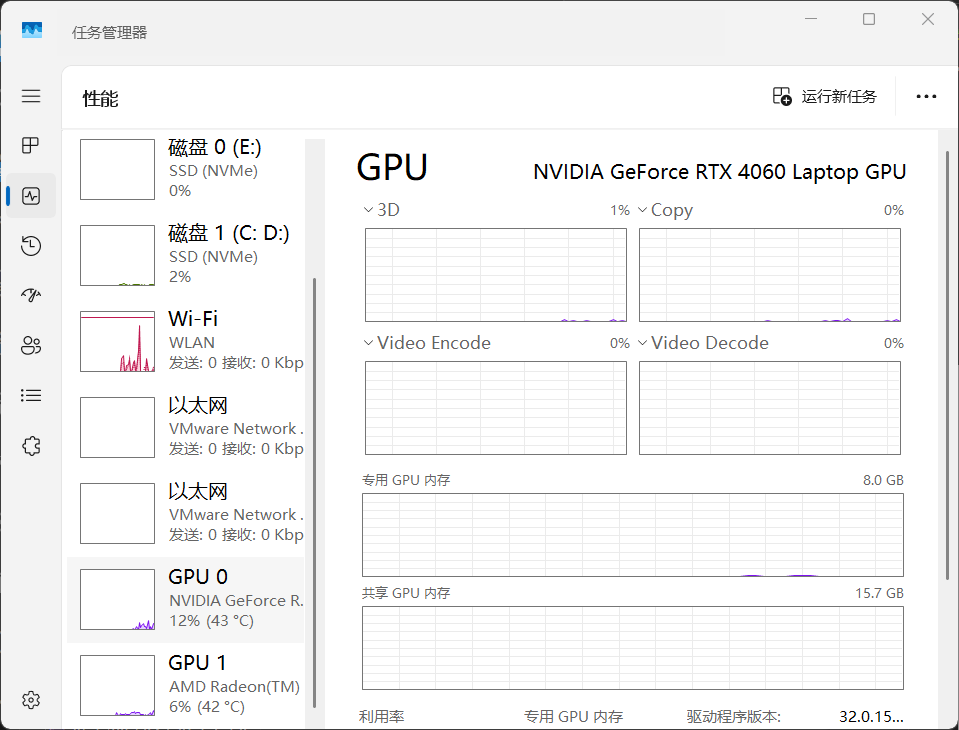 任务管理器
性能
运行新任务
磁盘 0 (E:)
SSD (NVMe)
0%
磁盘 1 (C: D:)
SSD (NVMe)
2%
Wi-Fi
WLAN
发送: 0 接收: 0 Kbp
以太网
VMware Network .
发送: 0 接收: 0 Kbp
以太网
VMware Network .
发送: 0 接收: 0 Kbp
GPU 0
NVIDIA GeForce R.
12% (43 °C)
GPU 1
AMD Radeon(TM)
6% (42 °C)
GPU
NVIDIA GeForce RTX 4060 Laptop GPU
3D 1%
Copy 0%
Video Encode 0%
Video Decode 0%
专用 GPU 内存 8.0 GB
共享 GPU 内存 15.7 GB
利用率 专用 GPU 内存 驱动程序版本: 32.0.15...